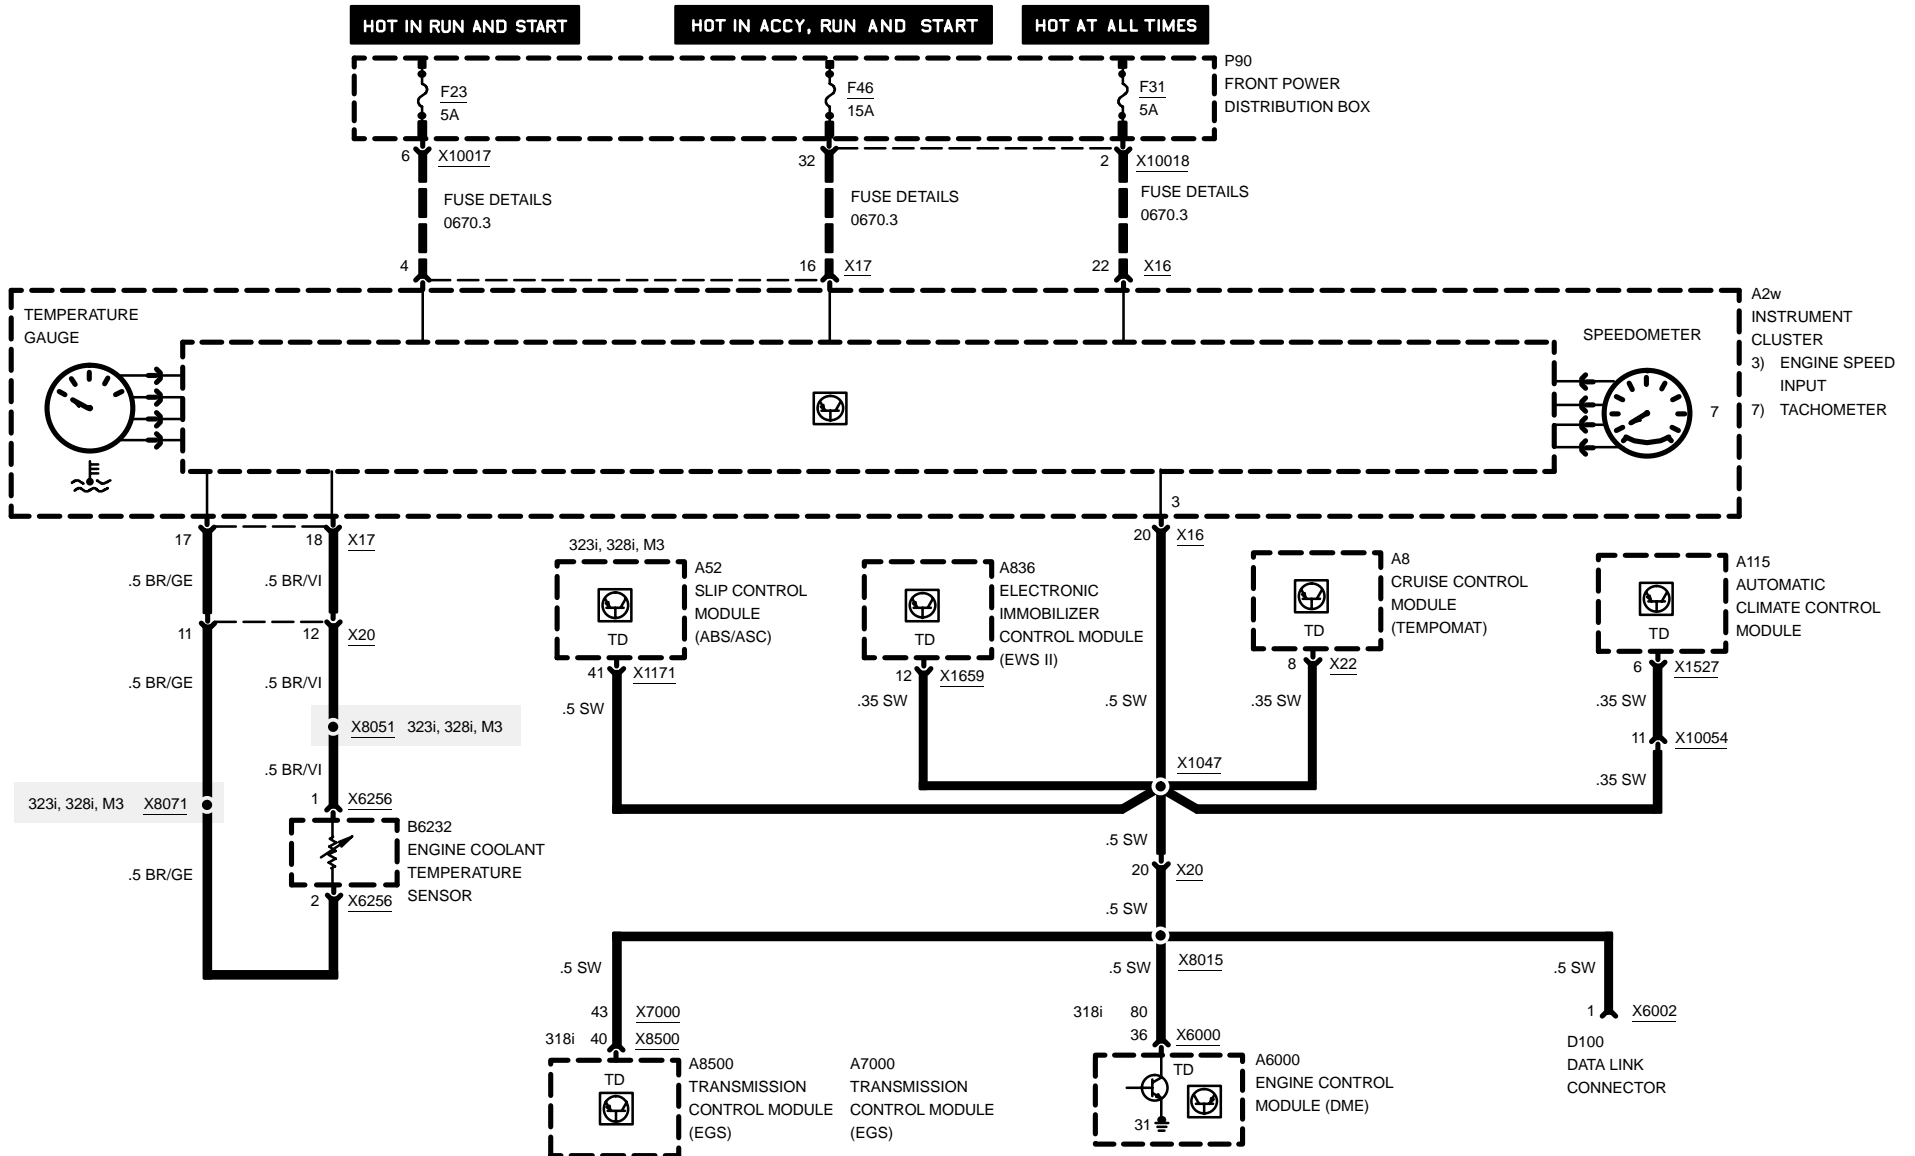 HOT IN RUN AND START
HOT IN ACCY, RUN AND START
HOT AT ALL TIMES
P90
FRONT POWER
DISTRIBUTION BOX
F23
5A
F46
15A
F31
5A
6 X10017
32
2 X10018
FUSE DETAILS
0670.3
FUSE DETAILS
0670.3
FUSE DETAILS
0670.3
4
16 X17
22 X16
TEMPERATURE
GAUGE
SPEEDOMETER
7
A2w
INSTRUMENT
CLUSTER
3) ENGINE SPEED
INPUT
7) TACHOMETER
3
17
18 X17
20 X16
.5 BR/GE
.5 BR/VI
11
12 X20
.5 BR/GE
.5 BR/VI
X8051 323i, 328i, M3
.5 BR/VI
323i, 328i, M3 X8071
1 X6256
B6232
ENGINE COOLANT
TEMPERATURE
SENSOR
.5 BR/GE
2 X6256
323i, 328i, M3
A52
SLIP CONTROL
MODULE
(ABS/ASC)
TD
41 X1171
.5 SW
A836
ELECTRONIC
IMMOBILIZER
CONTROL MODULE
(EWS II)
TD
12 X1659
.35 SW
.5 SW
A8
CRUISE CONTROL
MODULE
(TEMPOMAT)
TD
8 X22
.35 SW
A115
AUTOMATIC
CLIMATE CONTROL
MODULE
TD
6 X1527
.35 SW
11 X10054
.35 SW
X1047
.5 SW
20 X20
.5 SW
X8015
.5 SW
.5 SW
.5 SW
43 X7000
318i 40 X8500
318i 80
36 X6000
1 X6002
TD
A8500
TRANSMISSION
CONTROL MODULE
(EGS)
A7000
TRANSMISSION
CONTROL MODULE
(EGS)
TD
31
A6000
ENGINE CONTROL
MODULE (DME)
D100
DATA LINK
CONNECTOR